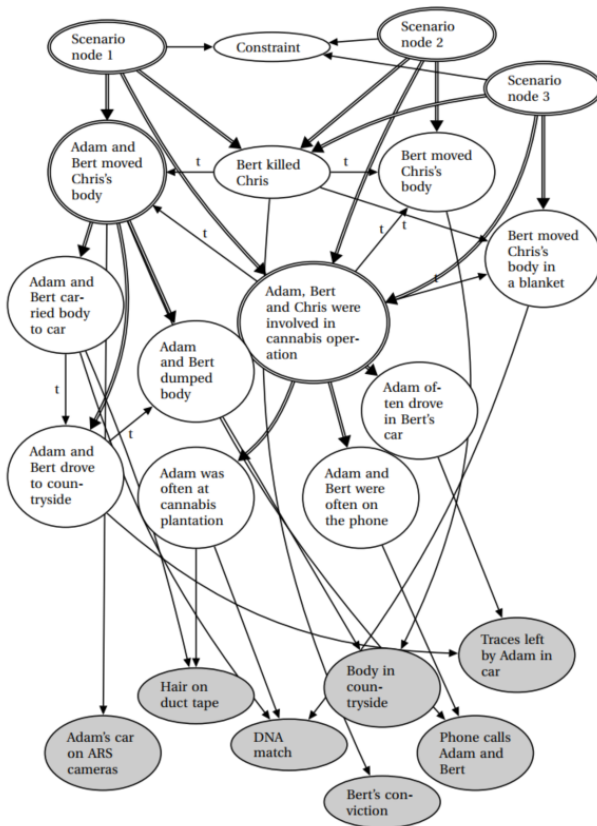 Scenario
node 1
Constraint
Scenario
node 2
Scenario
node 3
Adam and
Bert moved
Chris's
body
t
Bert killed
Chris
t
Bert moved
Chris's
body
t
t
t
Bert moved
Chris's
body in
a blanket
Adam and
Bert car-
ried body
to car
Adam, Bert
and Chris were
involved in
cannabis oper-
ation
t
Adam
and Bert
dumped
body
t
Adam of-
ten drove
in Bert's
car
t
Adam and
Bert drove
to coun-
tryside
Adam was
often at
cannabis
plantation
Adam and
Bert were
often on
the phone
Traces left
by Adam in
car
Hair on
duct tape
Body in
coun-
tryside
Adam's car
on ARS
cameras
DNA
match
Phone calls
Adam and
Bert
Bert's con-
viction